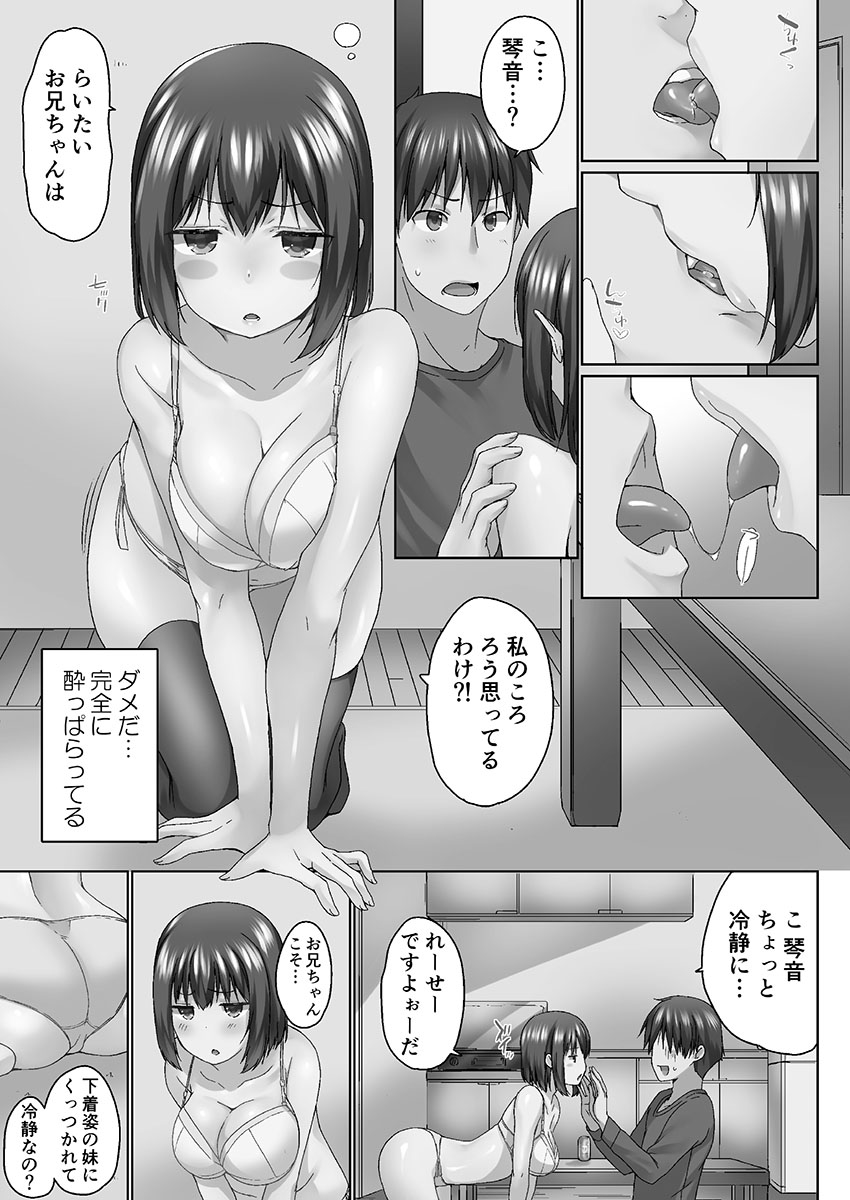 こ…
琴音…?
らいたい
お兄ちゃんは
私のころ
ろう思ってる
わけ?!
ダメだ…
完全に
酔っぱらってる
こ 琴音
ちょっと
冷静に…
れーせー
ですよぉーだ
お兄ちゃん
こそ…
下着姿の妹に
くっつかれて
冷静なの?